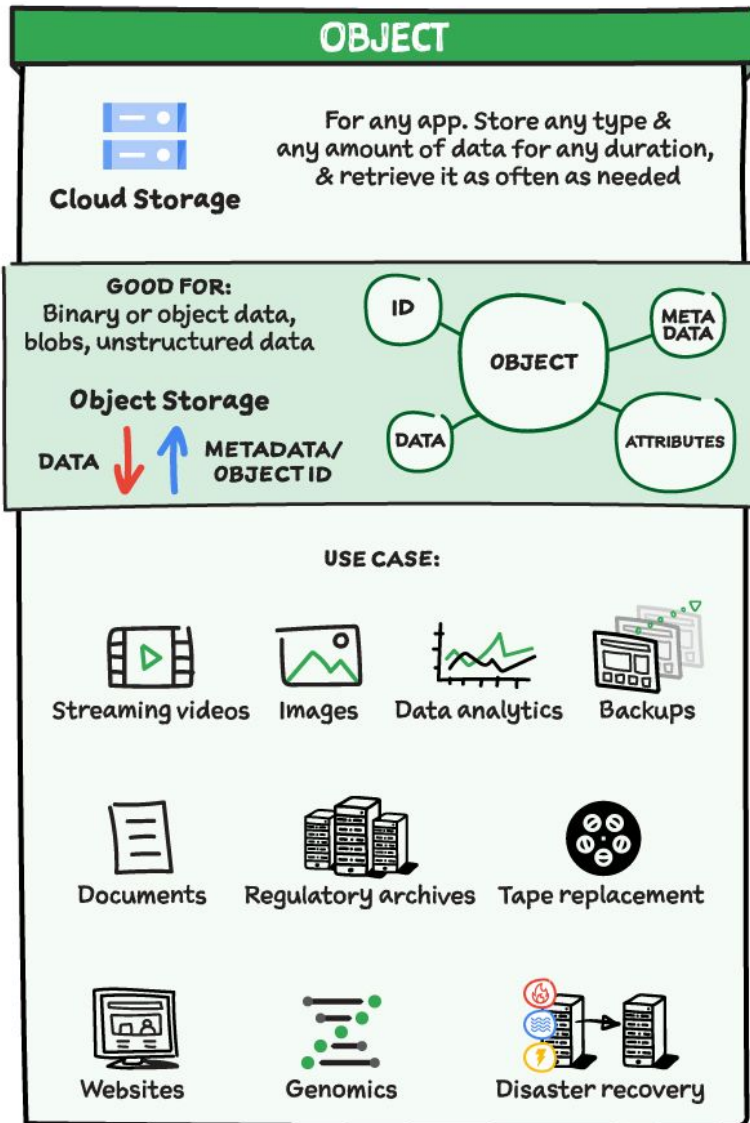 OBJECT
Cloud Storage
For any app. Store any type &
any amount of data for any duration,
& retrieve it as often as needed
GOOD FOR:
Binary or object data,
blobs, unstructured data
Object Storage
DATA
METADATA/
OBJECT ID
ID
META
DATA
OBJECT
DATA
ATTRIBUTES
USE CASE:
Streaming videos
Images
Data analytics
Backups
Documents
Regulatory archives
Tape replacement
Websites
Genomics
Disaster recovery